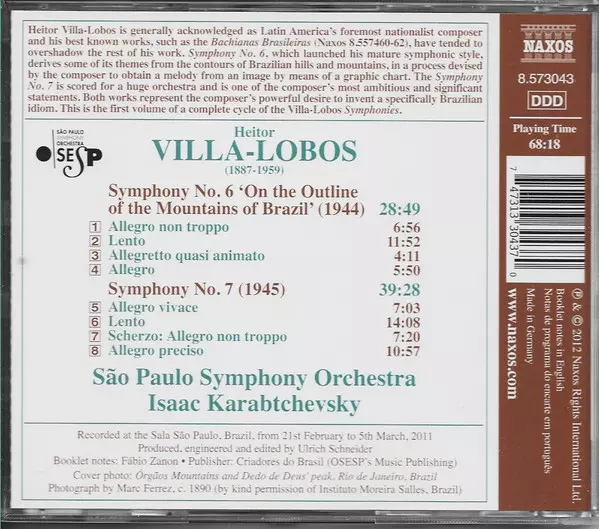 Heitor Villa-Lobos is generally acknowledged as Latin America's foremost nationalist composer
and his best known works, such as the Bachianas Brasileiras (Naxos 8.557460-62), have tended to
overshadow the rest of his work. Symphony No. 6, which launched his mature symphonic style,
derives some of its themes from the contours of Brazilian hills and mountains, in a process devised
by the composer to obtain a melody from an image by means of a graphic chart. The Symphony
No. 7 is scored for a huge orchestra and is one of the composer's most ambitious and significant
statements. Both works represent the composer's powerful desire to invent a specifically Brazilian
idiom. This is the first volume of a complete cycle of the Villa-Lobos Symphonies.
SÃO PAULO
SYMPHONY
ORCHESTRA
OSESP
Heitor
VILLA-LOBOS
(1887-1959)
Symphony No. 6 ‘On the Outline
of the Mountains of Brazil’ (1944) 28:49
1 Allegro non troppo 6:56
2 Lento 11:52
3 Allegretto quasi animato 4:11
4 Allegro 5:50
Symphony No. 7 (1945) 39:28
5 Allegro vivace 7:03
6 Lento 14:08
7 Scherzo: Allegro non troppo 7:20
8 Allegro preciso 10:57
São Paulo Symphony Orchestra
Isaac Karabtchevsky
Recorded at the Sala São Paulo, Brazil, from 21st February to 5th March, 2011
Produced, engineered and edited by Ulrich Schneider
Booklet notes: Fábio Zanon • Publisher: Criadores do Brasil (OSESP's Music Publishing)
Cover photo: Órgãos Mountains and Dedo de Deus peak, Rio de Janeiro, Brazil
Photograph by Marc Ferrez, c. 1890 (by kind permission of Instituto Moreira Salles, Brazil)
NAXOS
8.573043
DDD
Playing Time
68:18
7 47313 30437 0
℗ & © 2012 Naxos Rights International Ltd.
Booklet notes in English
Notas de programa do encarte em português
Made in Germany
www.naxos.com